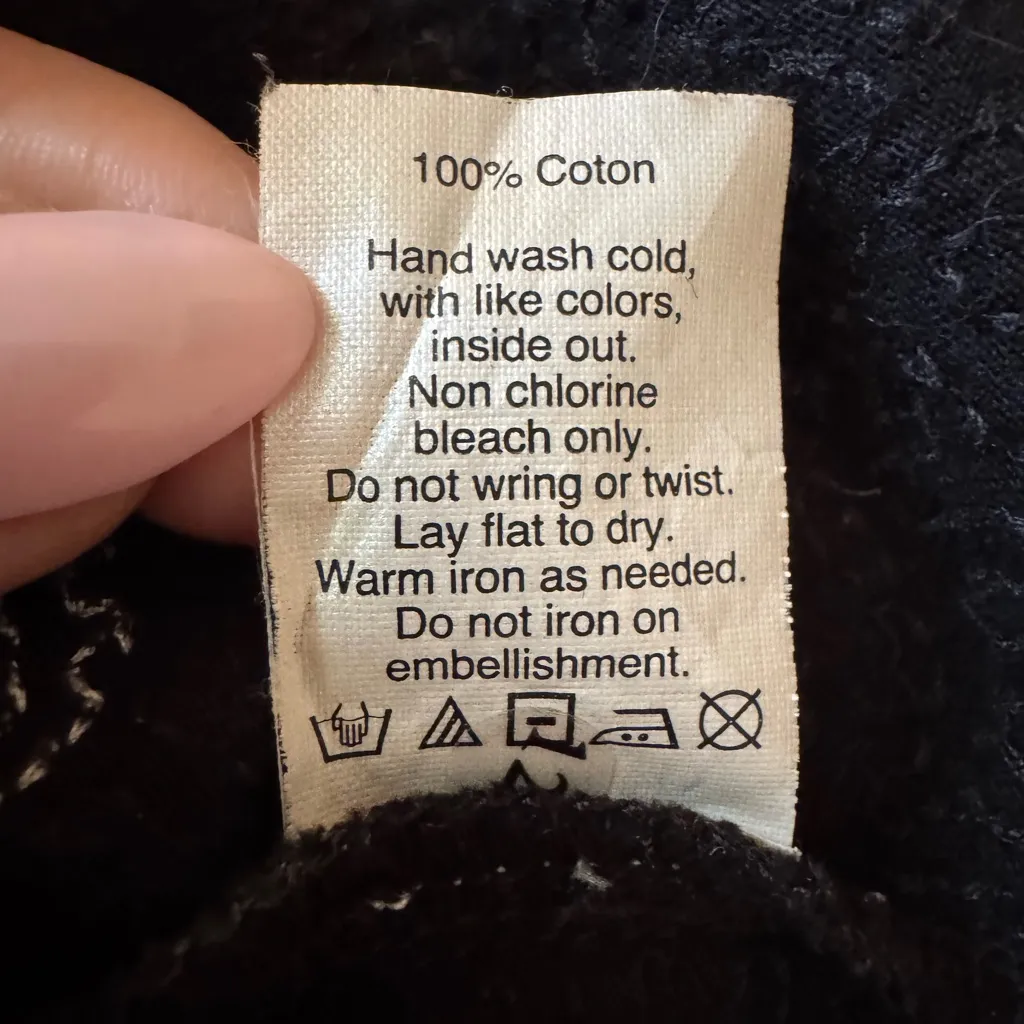 100% Coton
Hand wash cold,
with like colors,
inside out.
Non chlorine
bleach only.
Do not wring or twist.
Lay flat to dry.
Warm iron as needed.
Do not iron on
embellishment.